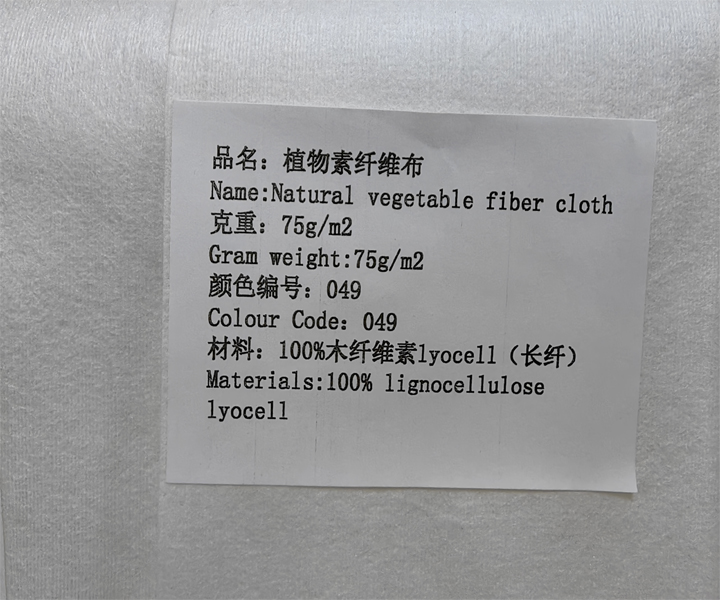 品名：植物素纤维布
Name:Natural vegetable fiber cloth
克重：75g/m2
Gram weight:75g/m2
颜色编号：049
Colour Code：049
材料：100%木纤维素lyocell（长纤）
Materials:100% lignocellulose
lyocell